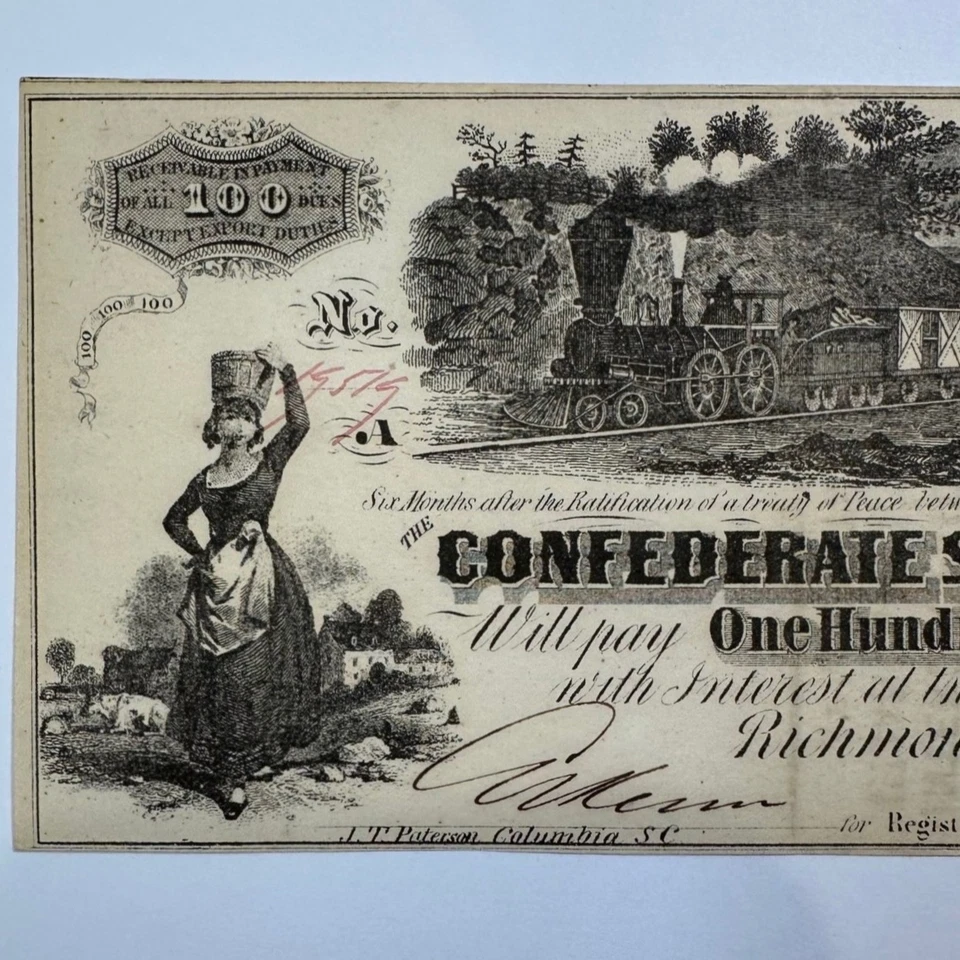 RECEIVABLE IN PAYMENT
OF ALL 100 DUES
EXCEPT EXPORT DUTIES
100 100 100
No.
A
Six Months after the Ratification of a treaty of Peace betw
THE
CONFEDERATE S
Will pay One Hund
with Interest at
Richmon
for Regist
J. T. Paterson, Columbia S C